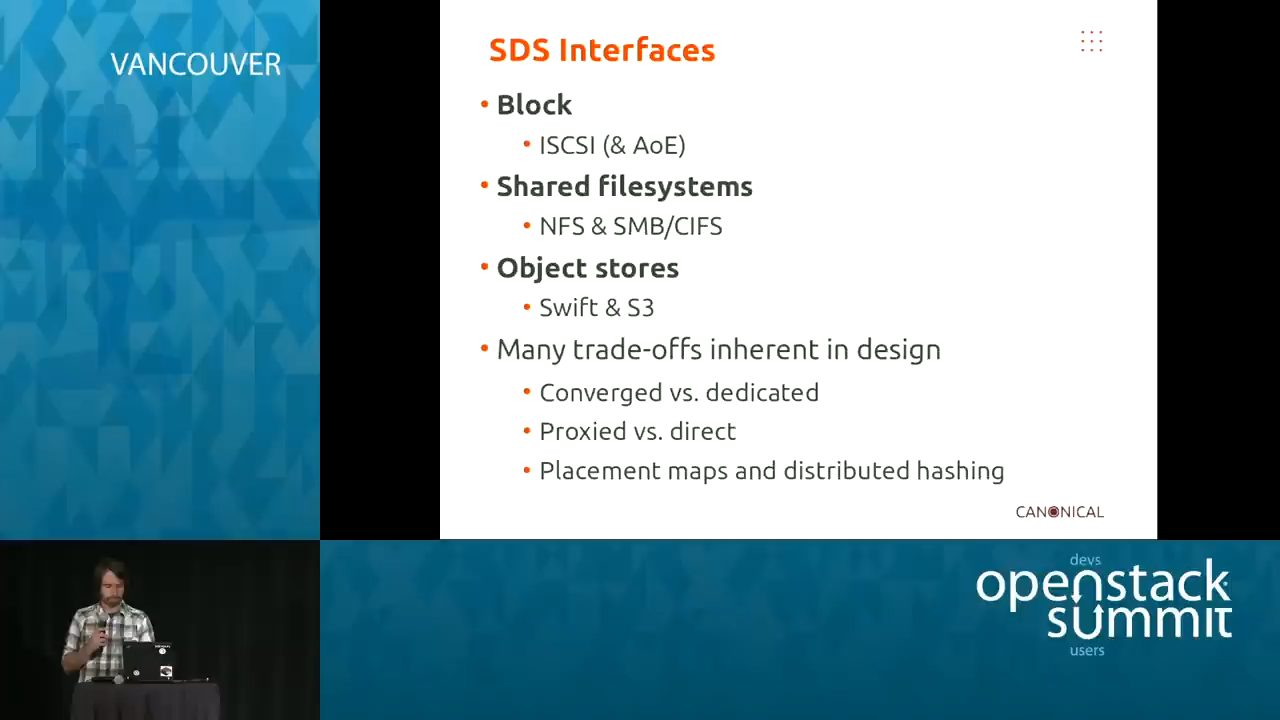 VANCOUVER
SDS Interfaces
• Block
• ISCSI (& AoE)
• Shared filesystems
• NFS & SMB/CIFS
• Object stores
• Swift & S3
• Many trade-offs inherent in design
• Converged vs. dedicated
• Proxied vs. direct
• Placement maps and distributed hashing
CANONICAL
devs
openstack
summit
users